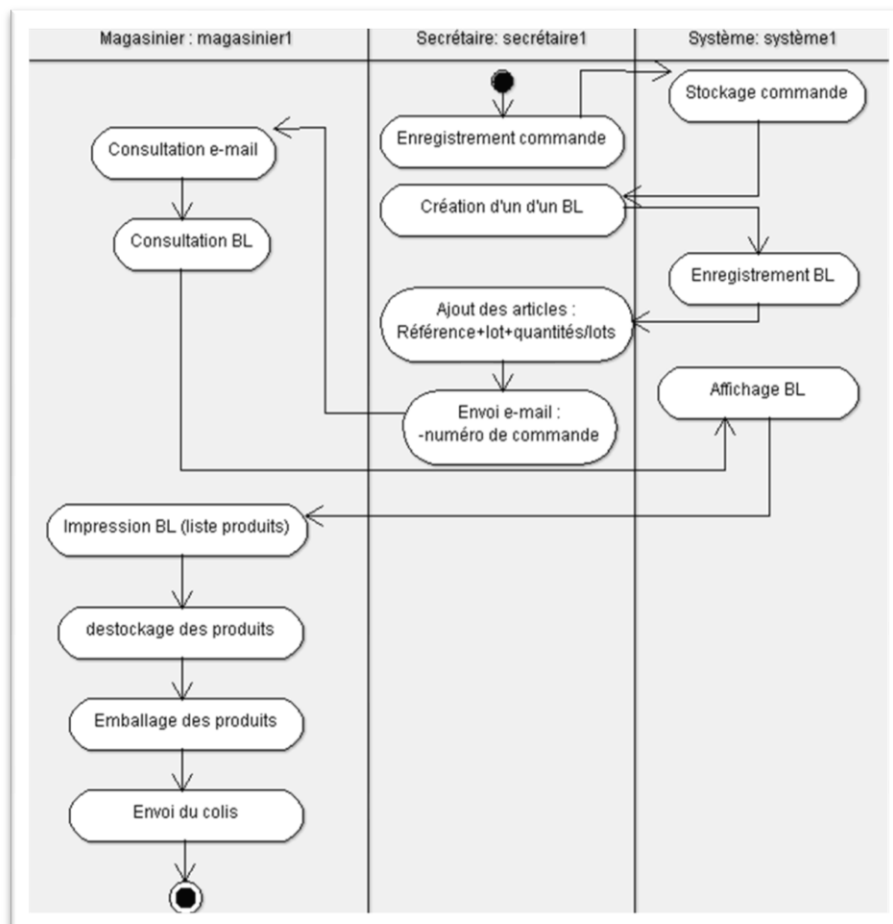 Magasinier : magasinier1
Secrétaire: secrétaire1
Système: système1
Stockage commande
Enregistrement commande
Consultation e-mail
Création d'un d'un BL
Consultation BL
Enregistrement BL
Ajout des articles :
Référence+lot+quantités/lots
Affichage BL
Envoi e-mail :
-numéro de commande
Impression BL (liste produits)
destockage des produits
Emballage des produits
Envoi du colis